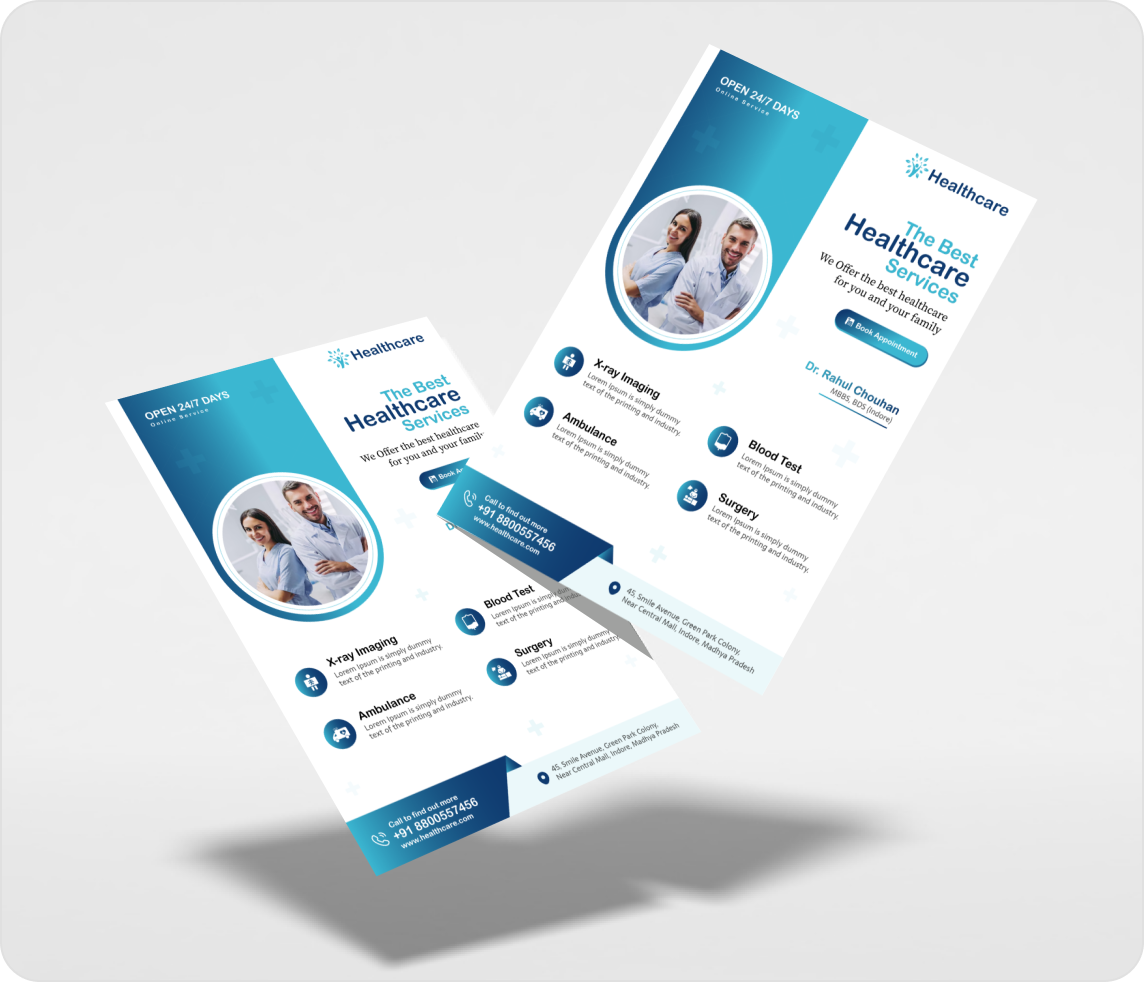 OPEN 24/7 DAYS
Online Service
Healthcare
The Best
Healthcare
Services
We Offer the best healthcare
for you and your family
Book Appointment
Dr. Rahul Chouhan
MBBS, BDS (Indore)
X-ray Imaging
Lorem Ipsum is simply dummy
text of the printing and industry.
Ambulance
Lorem Ipsum is simply dummy
text of the printing and industry.
Blood Test
Lorem Ipsum is simply dummy
text of the printing and industry.
Surgery
Lorem Ipsum is simply dummy
text of the printing and industry.
Call to find out more
+91 8800557456
www.healthcare.com
45, Smile Avenue, Green Park Colony,
Near Central Mall, Indore, Madhya Pradesh
OPEN 24/7 DAYS
Online Service
Healthcare
The Best
Healthcare
Services
We Offer the best healthcare
for you and your family
Book
X-ray Imaging
Lorem Ipsum is simply dummy
text of the printing and industry.
Ambulance
Lorem Ipsum is simply dummy
text of the printing and industry.
Blood Test
Lorem Ipsum is simply dummy
text of the printing and industry.
Surgery
Lorem Ipsum is simply dummy
text of the printing and industry.
Call to find out more
+91 8800557456
www.healthcare.com
45, Smile Avenue, Green Park Colony,
Near Central Mall, Indore, Madhya Pradesh